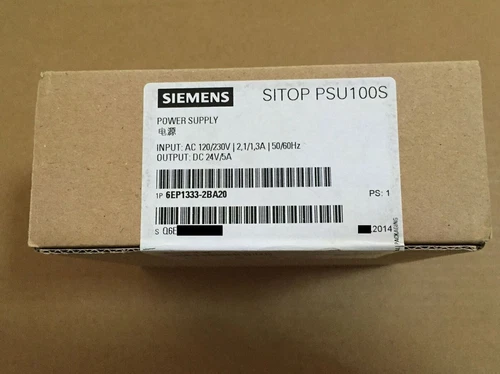 SIEMENS SITOP PSU100S
POWER SUPPLY
电源
INPUT: AC 120/230V | 2,1/1,3A | 50/60Hz
OUTPUT: DC 24V/5A
1P 6EP1333-2BA20 PS: 1
S Q6E 2014
PACKAGING